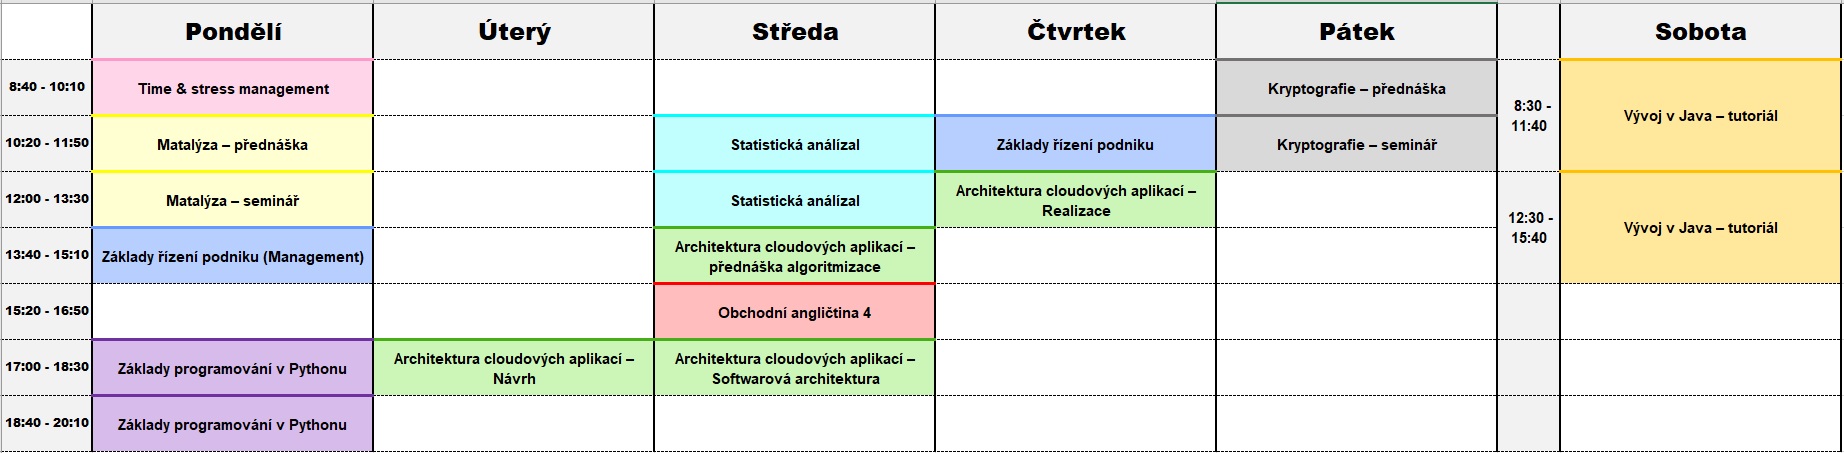 Pondělí Úterý Středa Čtvrtek Pátek Sobota
8:40 - 10:10 Time & stress management Kryptografie – přednáška
8:30 -
11:40
Vývoj v Java – tutoriál
10:20 - 11:50 Matalýza – přednáška Statistická análízal Základy řízení podniku Kryptografie – seminář
12:00 - 13:30 Matalýza – seminář Statistická análízal
Architektura cloudových aplikací –
Realizace
12:30 -
15:40
Vývoj v Java – tutoriál
13:40 - 15:10 Základy řízení podniku (Management)
Architektura cloudových aplikací –
přednáška algoritmizace
15:20 - 16:50 Obchodní angličtina 4
17:00 - 18:30 Základy programování v Pythonu
Architektura cloudových aplikací –
Návrh
Architektura cloudových aplikací –
Softwarová architektura
18:40 - 20:10 Základy programování v Pythonu